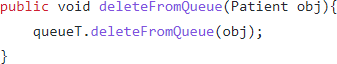 public void deleteFromQueue(Patient obj){
    queueT.deleteFromQueue(obj);
}